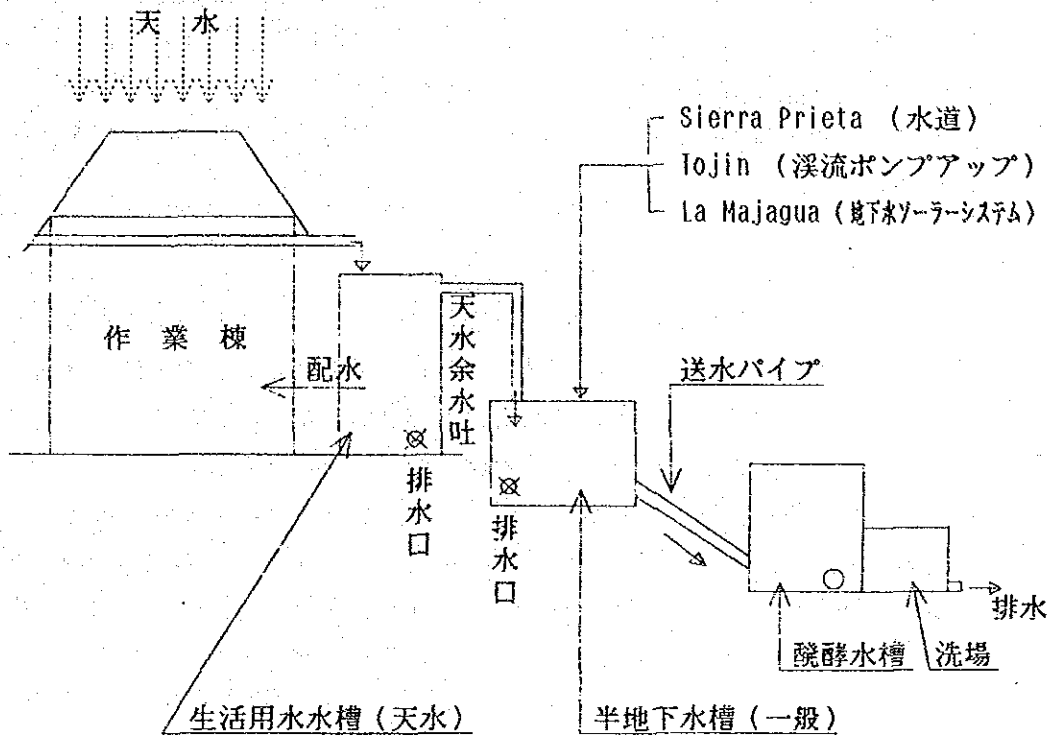 天水
Sierra Prieta （水道）
Tojin （渓流ポンプアップ）
La Majagua（地下水ソーラーシステム）
作業棟
配水
天水余水吐
送水パイプ
排水口
排水口
排水
醗酵水槽
洗場
生活用水水槽（天水）
半地下水槽（一般）